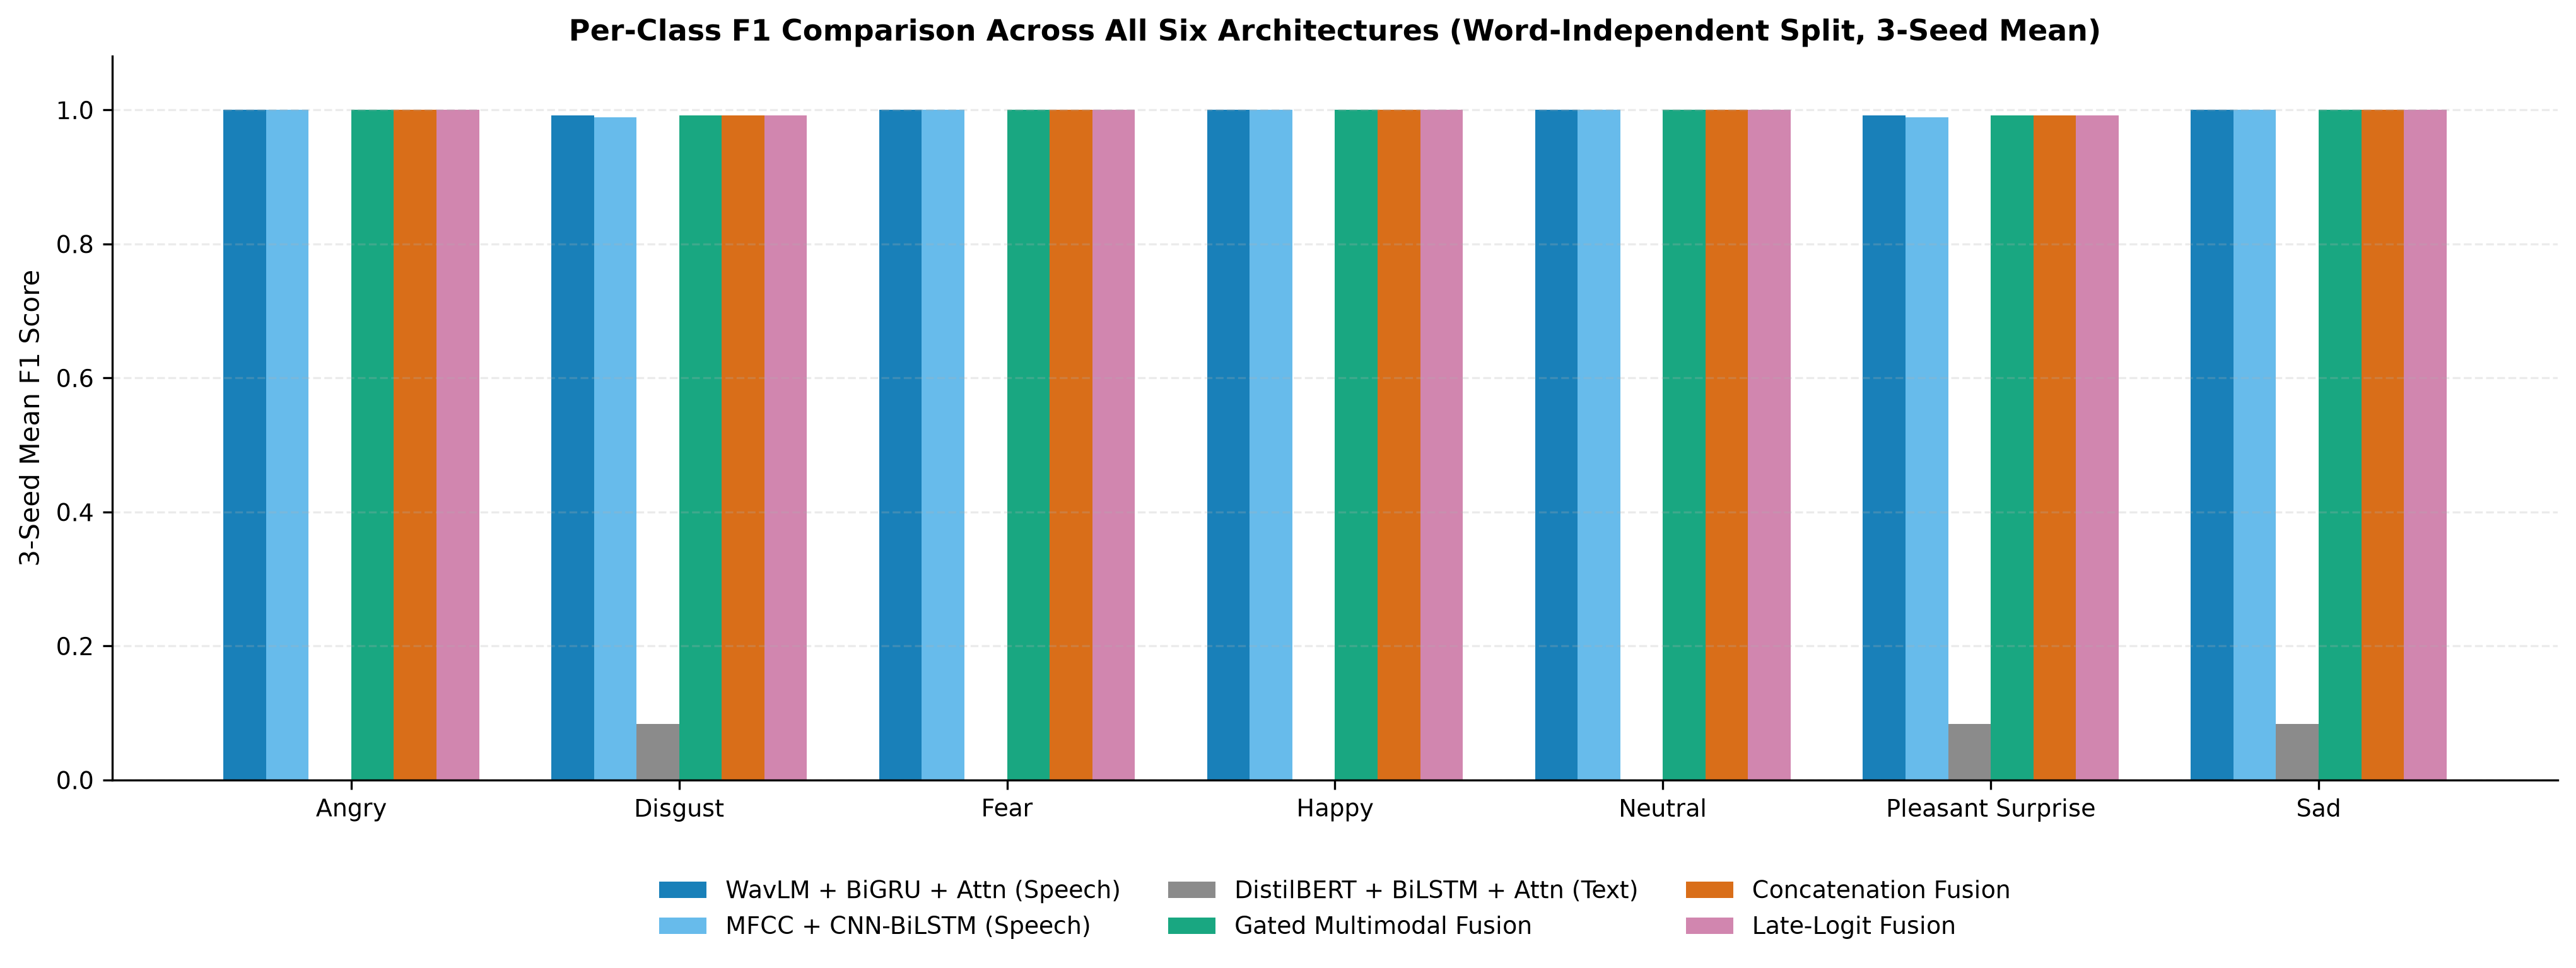 Per-Class F1 Comparison Across All Six Architectures (Word-Independent Split, 3-Seed Mean)
3-Seed Mean F1 Score
1.0
0.8
0.6
0.4
0.2
0.0
Angry Disgust Fear Happy Neutral Pleasant Surprise Sad
WavLM + BiGRU + Attn (Speech) DistilBERT + BiLSTM + Attn (Text) Concatenation Fusion
MFCC + CNN-BiLSTM (Speech) Gated Multimodal Fusion Late-Logit Fusion